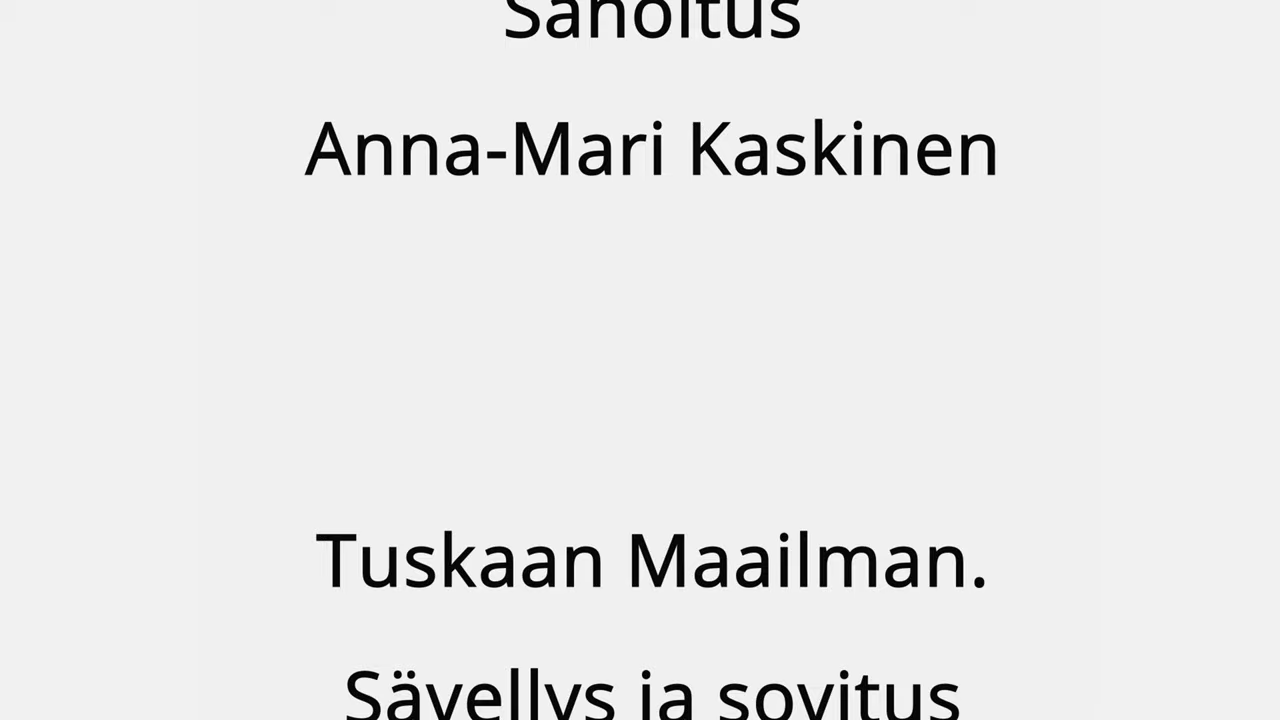 Sanoitus
Anna-Mari Kaskinen
Tuskaan Maailman.
Sävellys ja sovitus